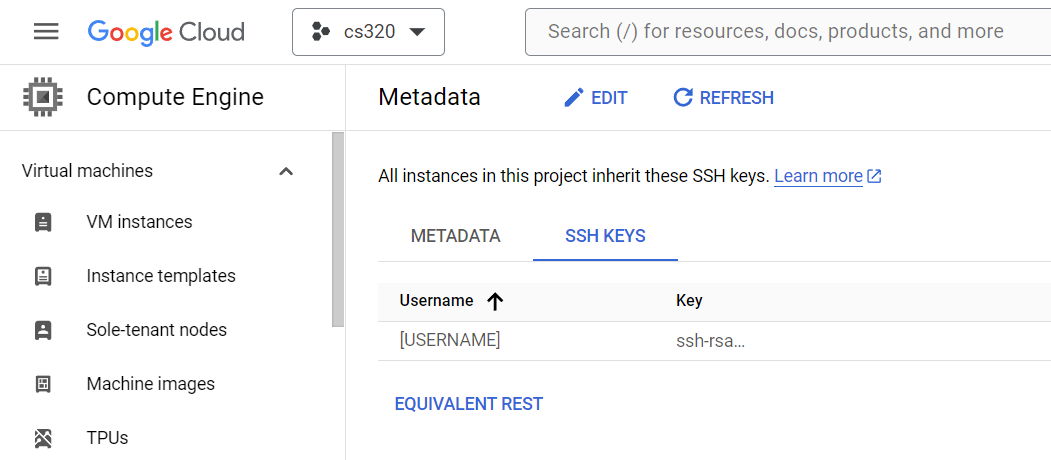 Google Cloud
cs320
Search (/) for resources, docs, products, and more
Compute Engine
Metadata
EDIT
REFRESH
Virtual machines
VM instances
Instance templates
Sole-tenant nodes
Machine images
TPUs
All instances in this project inherit these SSH keys. Learn more
METADATA
SSH KEYS
Username
Key
[USERNAME]
ssh-rsa...
EQUIVALENT REST